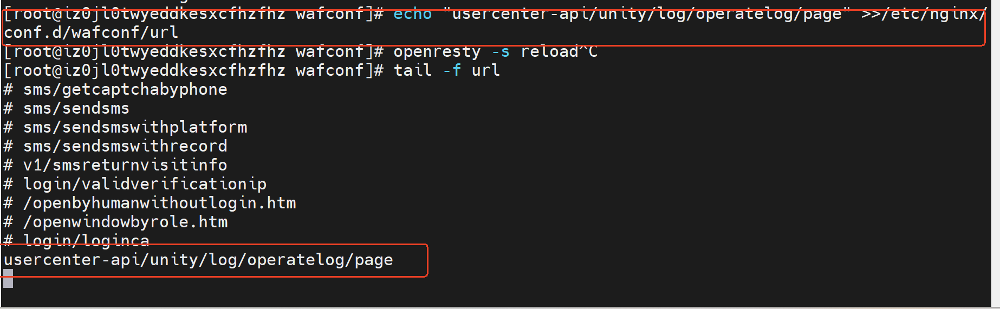 [root@iz0jl0twyeddkesxcfhzfhz wafconf]# echo "usercenter-api/unity/log/operatelog/page" >>/etc/nginx/
conf.d/wafconf/url
[root@iz0jl0twyeddkesxcfhzfhz wafconf]# openresty -s reload^C
[root@iz0jl0twyeddkesxcfhzfhz wafconf]# tail -f url
# sms/getcaptchabyphone
# sms/sendsms
# sms/sendsmswithplatform
# sms/sendsmswithrecord
# v1/smsreturnvisitinfo
# login/validverificationip
# /openbyhumanwithoutlogin.htm
# /openwindowbyrole.htm
# login/loginca
usercenter-api/unity/log/operatelog/page